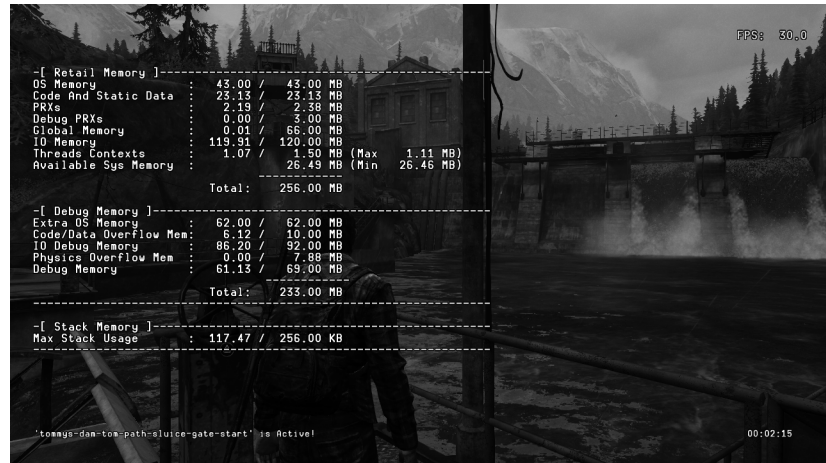 FPS: 30.0
-[ Retail Memory ]----------------------------------------
OS Memory : 43.00 / 43.00 MB
Code And Static Data : 23.13 / 23.13 MB
PRXs : 2.19 / 2.38 MB
Debug PRXs : 0.00 / 3.00 MB
Global Memory : 0.01 / 66.00 MB
IO Memory : 119.91 / 120.00 MB
Threads Contexts : 1.07 / 1.50 MB (Max 1.11 MB)
Available Sys Memory : 26.49 MB (Min 26.46 MB)
----------
Total: 256.00 MB
-[ Debug Memory ]----------------------------------------
Extra OS Memory : 62.00 / 62.00 MB
Code/Data Overflow Mem: 6.12 / 10.00 MB
IO Debug Memory : 86.20 / 92.00 MB
Physics Overflow Mem : 0.00 / 7.88 MB
Debug Memory : 61.13 / 69.00 MB
----------
Total: 233.00 MB
-[ Stack Memory ]----------------------------------------
Max Stack Usage : 117.47 / 256.00 KB
'tommys-dam-tom-path-sluice-gate-start' is Active!
00:02:15